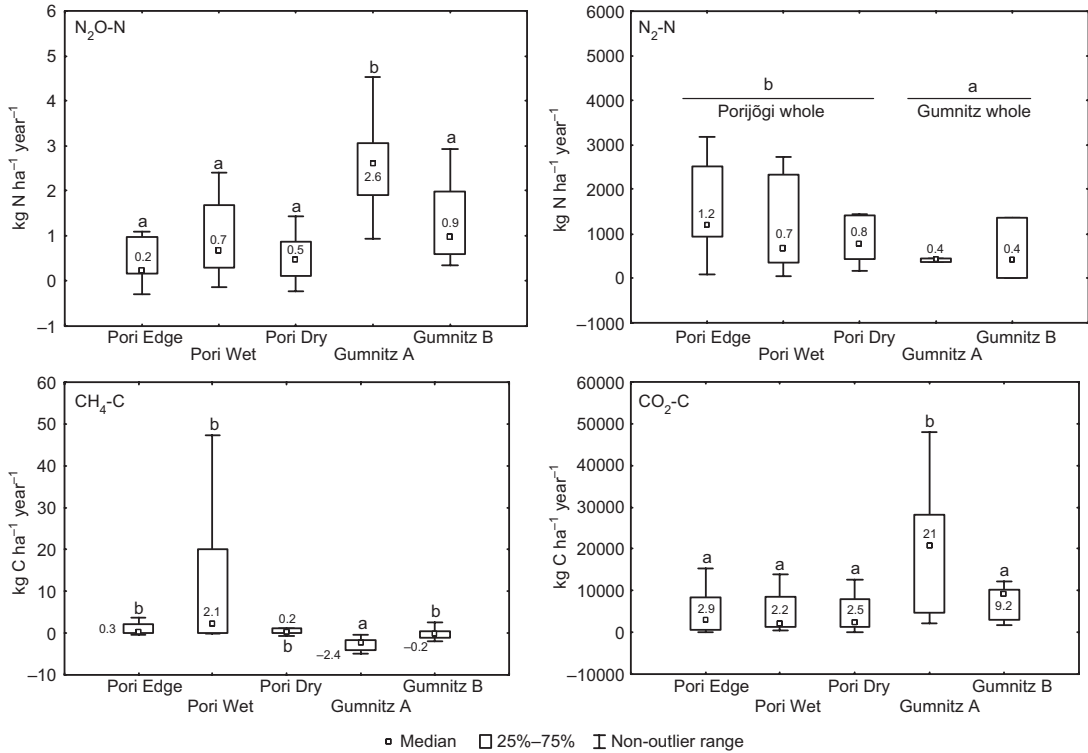 N₂O-N
6
5
4
3
2
1
0
–1
kg N ha⁻¹ year⁻¹
a
a
a
b
a
0.2
0.7
0.5
2.6
0.9
Pori Edge
Pori Wet
Pori Dry
Gumnitz A
Gumnitz B
N₂-N
6000
5000
4000
3000
2000
1000
0
–1000
kg N ha⁻¹ year⁻¹
b
a
Porijõgi whole
Gumnitz whole
1.2
0.7
0.8
0.4
0.4
Pori Edge
Pori Wet
Pori Dry
Gumnitz A
Gumnitz B
CH₄-C
60
50
40
30
20
10
0
–10
kg C ha⁻¹ year⁻¹
b
b
b
a
b
0.3
2.1
0.2
–2.4
–0.2
Pori Edge
Pori Wet
Pori Dry
Gumnitz A
Gumnitz B
CO₂-C
60000
50000
40000
30000
20000
10000
0
–10000
kg C ha⁻¹ year⁻¹
a
a
a
b
a
2.9
2.2
2.5
21
9.2
Pori Edge
Pori Wet
Pori Dry
Gumnitz A
Gumnitz B
Median 25%–75% Non-outlier range